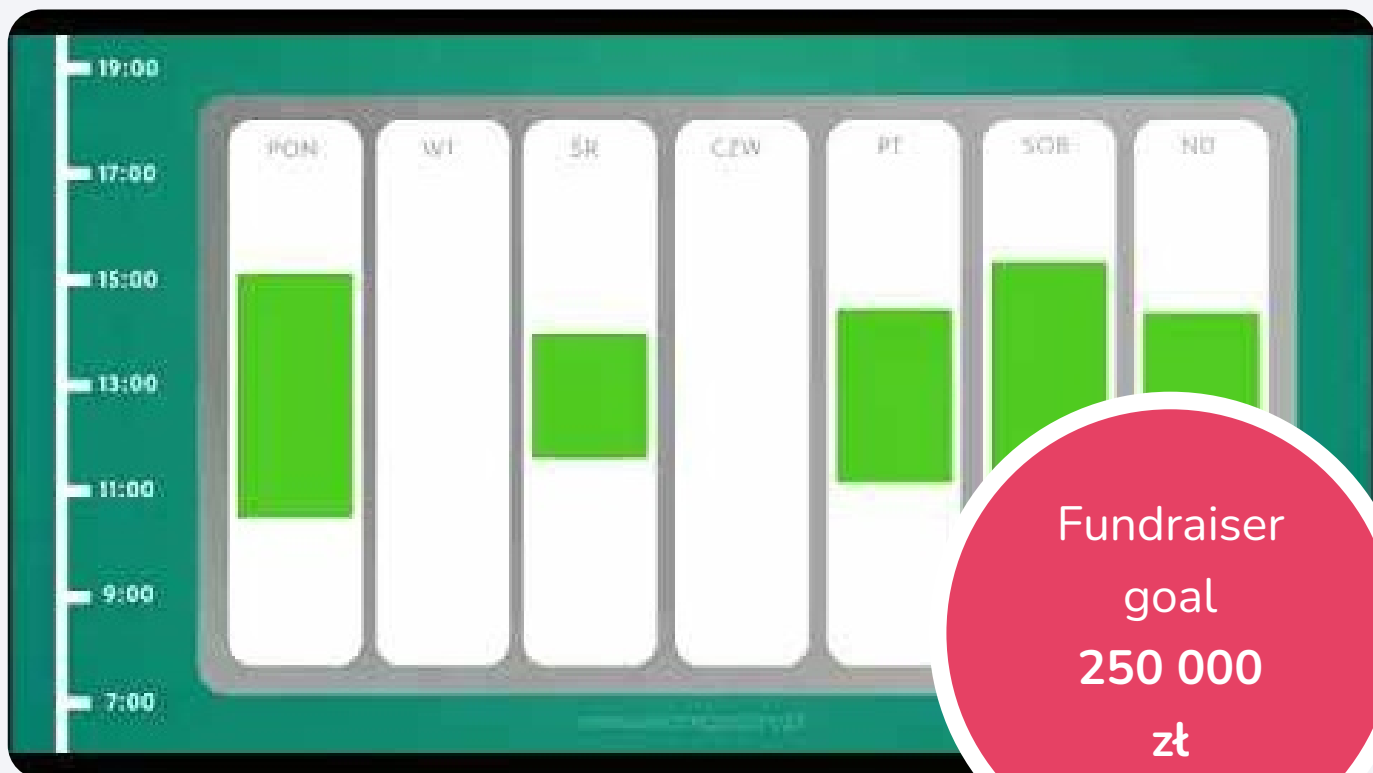 19:00
17:00
15:00
13:00
11:00
9:00
7:00
PON
WT
ŚR
CZW
PT
SOB
ND
Fundraiser
goal
250 000
zł